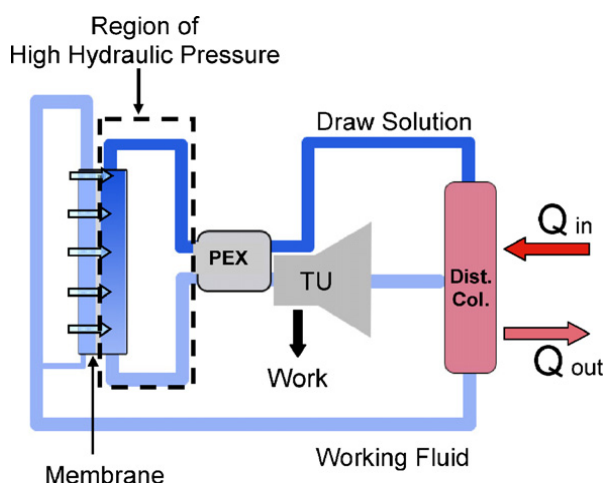 Region of
High Hydraulic Pressure
Draw Solution
PEX
TU
Dist.
Col.
Q in
Q out
Work
Working Fluid
Membrane